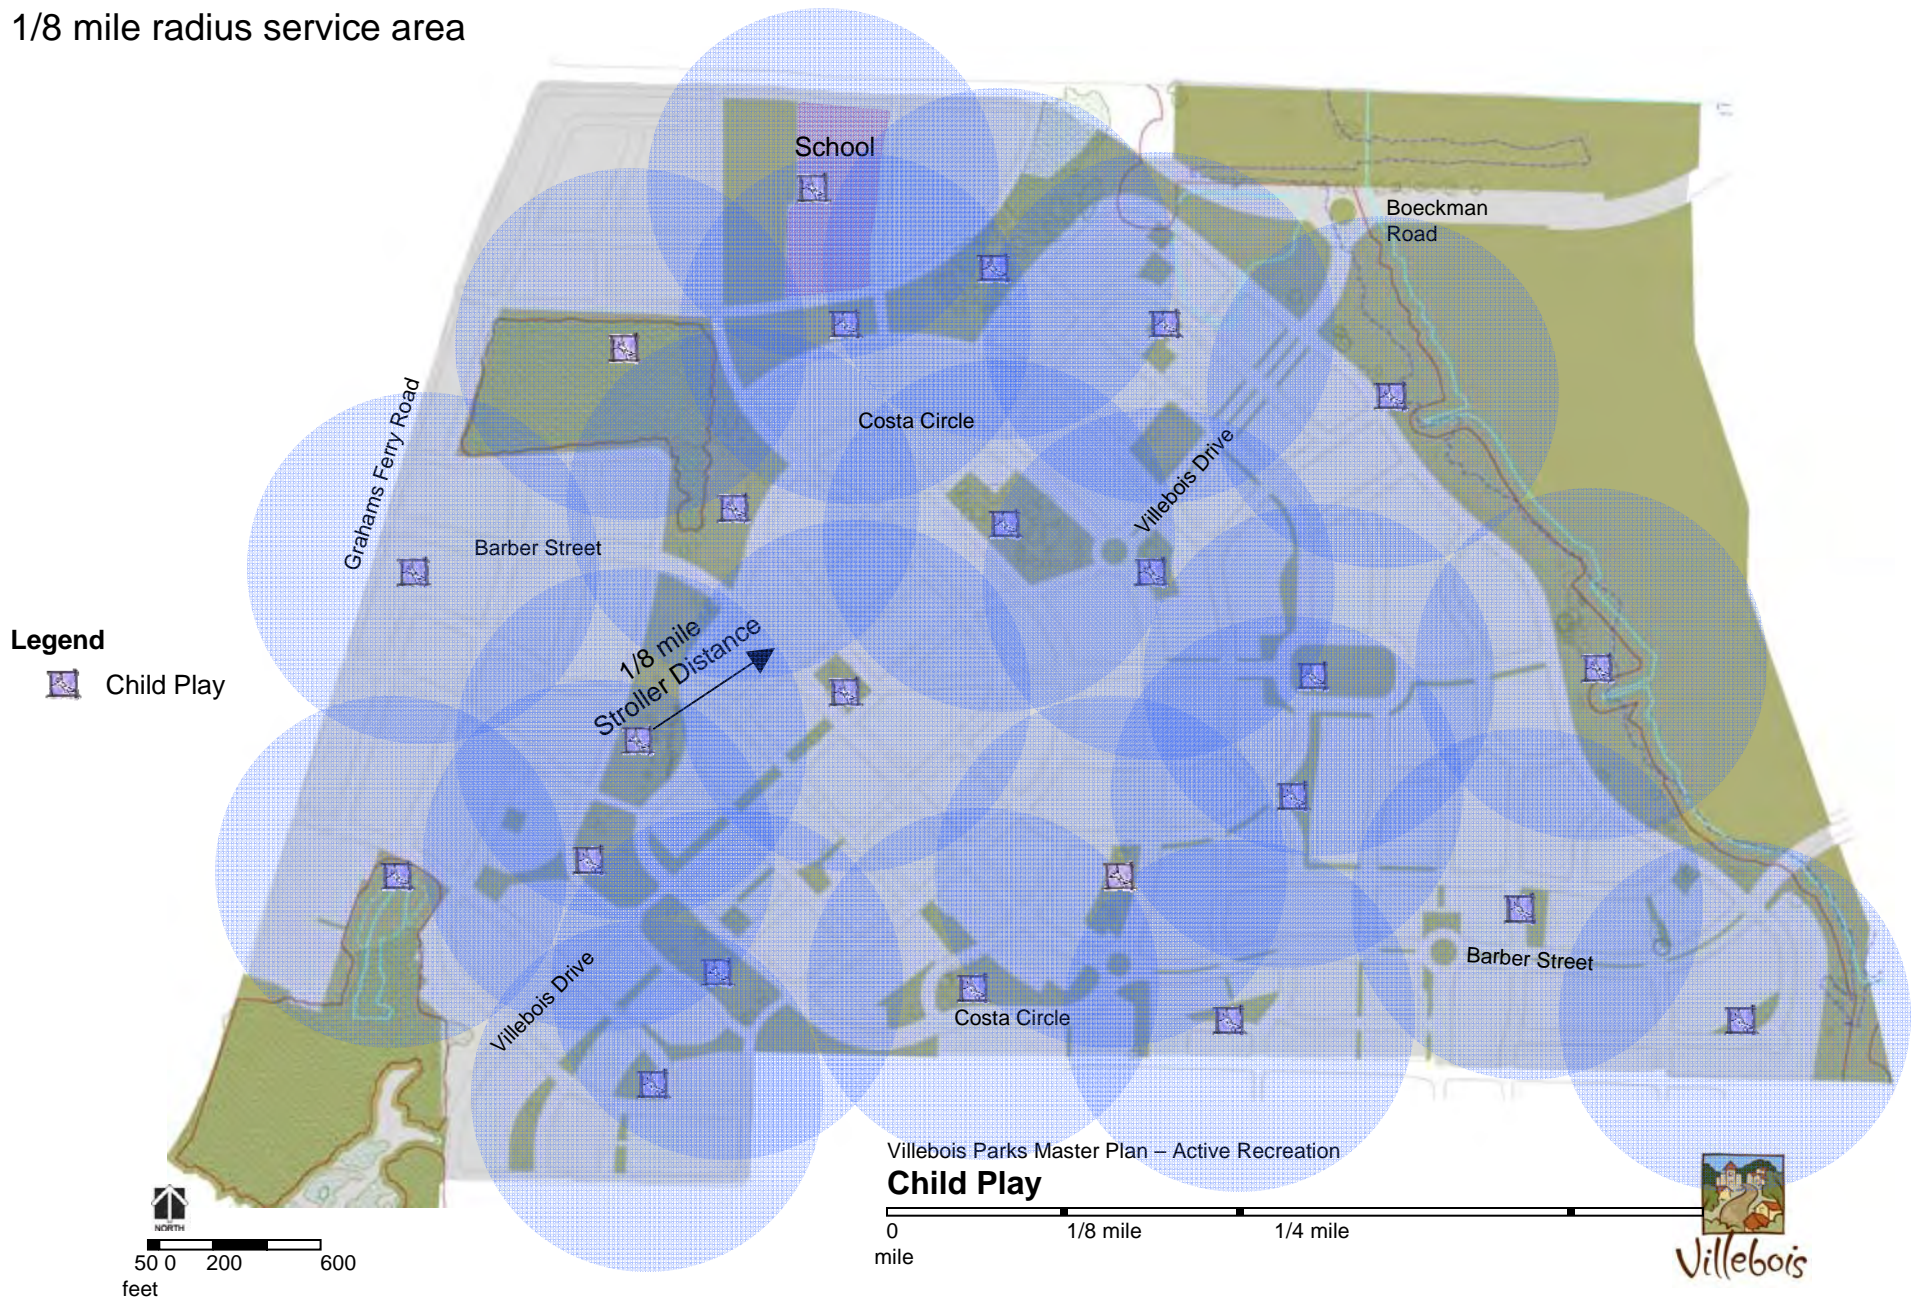 1/8 mile radius service area
School
Boeckman
Road
Costa Circle
Grahams Ferry Road
Villebois Drive
Barber Street
1/8 mile
Stroller Distance
Legend
Child Play
Villebois Drive
Barber Street
Costa Circle
Villebois Parks Master Plan – Active Recreation
Child Play
0 1/8 mile 1/4 mile
mile
NORTH
50 0 200 600
feet
Villebois